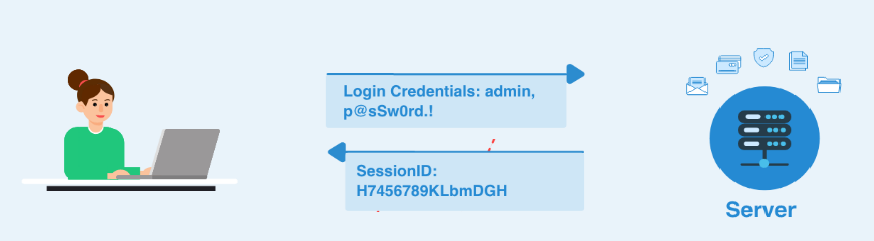 Login Credentials: admin,
p@sSw0rd.!
SessionID:
H7456789KLbmDGH
Server